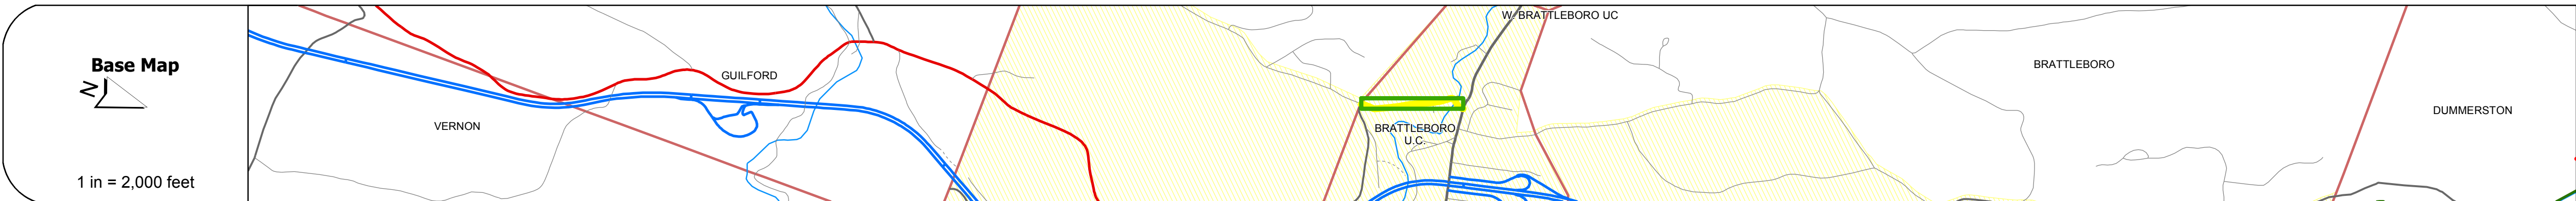 Base Map
N
1 in = 2,000 feet
VERNON
GUILFORD
W. BRATTLEBORO UC
BRATTLEBORO
U.C.
BRATTLEBORO
DUMMERSTON